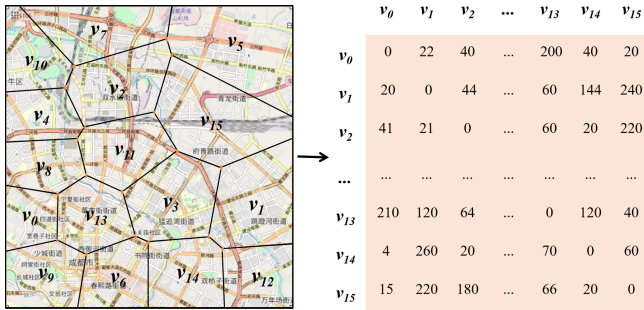 v7
v5
v10
牛区
v2
双水碾街道
青龙街道
v4
v15
v11
府青路街道
v8
v3
v0
v13
猛追湾街道
v1
跳蹬河街道
少城街道
成都市
书院街街道
v9
v6
v14
双桥子街道
v12
春熙路街道
万年场街道
v0 v1 v2 ... v13 v14 v15
v0 0 22 40 ... 200 40 20
v1 20 0 44 ... 60 144 240
v2 41 21 0 ... 60 20 220
... ... ... ... ... ... ... ...
v13 210 120 64 ... 0 120 40
v14 4 260 20 ... 70 0 60
v15 15 220 180 ... 66 20 0